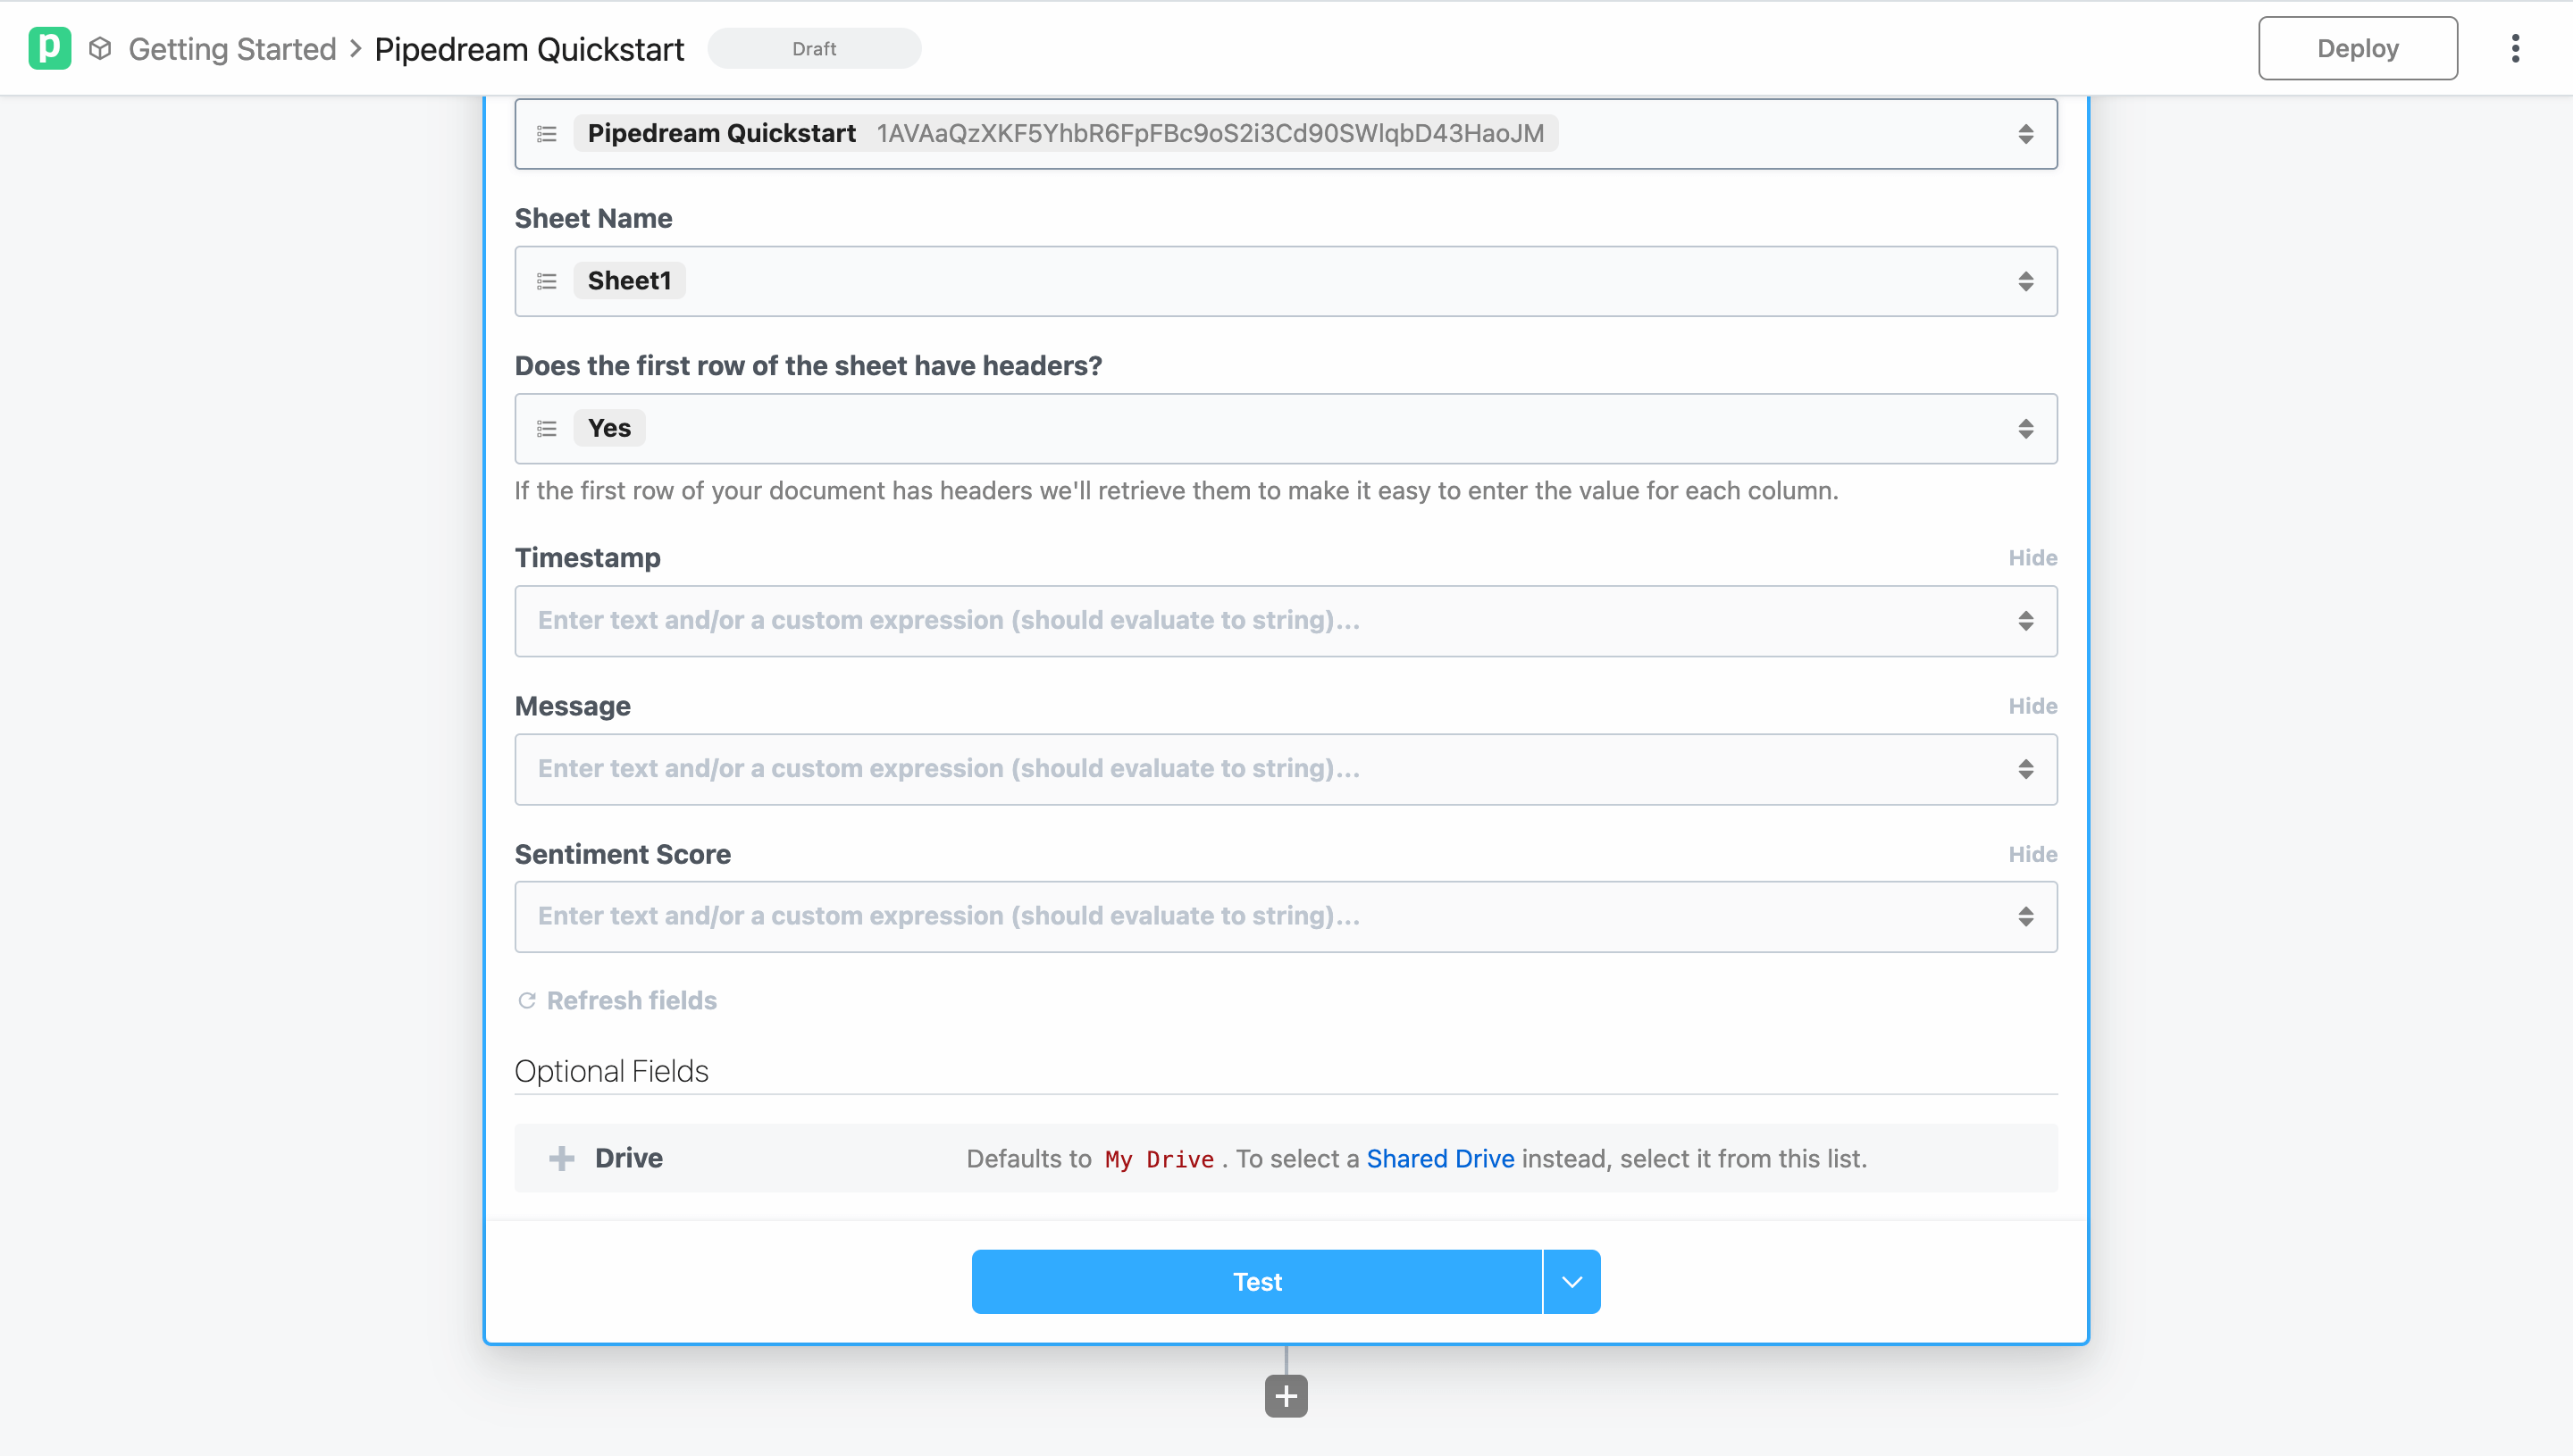 p Getting Started > Pipedream Quickstart Draft Deploy
Pipedream Quickstart 1AVAaQzXKF5YhbR6FpFBc9oS2i3Cd90SWlqbD43HaoJM
Sheet Name
Sheet1
Does the first row of the sheet have headers?
Yes
If the first row of your document has headers we'll retrieve them to make it easy to enter the value for each column.
Timestamp Hide
Enter text and/or a custom expression (should evaluate to string)...
Message Hide
Enter text and/or a custom expression (should evaluate to string)...
Sentiment Score Hide
Enter text and/or a custom expression (should evaluate to string)...
Refresh fields
Optional Fields
Drive Defaults to My Drive . To select a Shared Drive instead, select it from this list.
Test